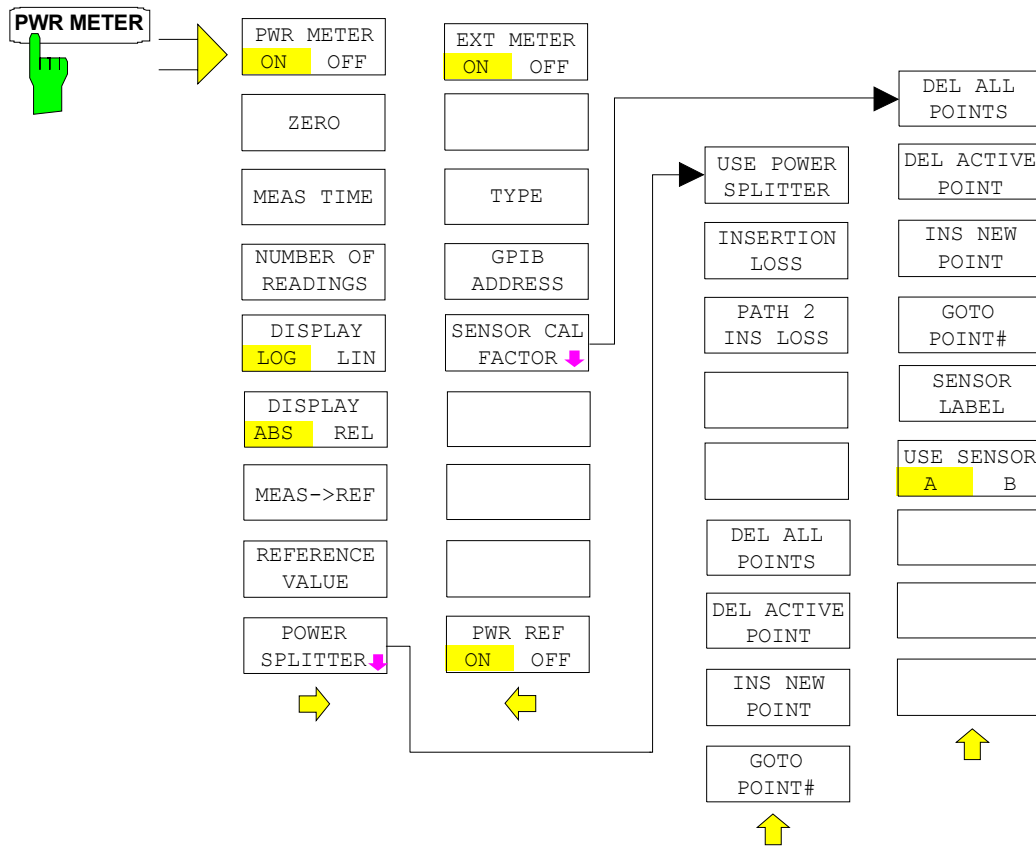 PWR METER
PWR METER
ON OFF
ZERO
MEAS TIME
NUMBER OF
READINGS
DISPLAY
LOG LIN
DISPLAY
ABS REL
MEAS->REF
REFERENCE
VALUE
POWER
SPLITTER
EXT METER
ON OFF
TYPE
GPIB
ADDRESS
SENSOR CAL
FACTOR
PWR REF
ON OFF
USE POWER
SPLITTER
INSERTION
LOSS
PATH 2
INS LOSS
DEL ALL
POINTS
DEL ACTIVE
POINT
INS NEW
POINT
GOTO
POINT#
DEL ALL
POINTS
DEL ACTIVE
POINT
INS NEW
POINT
GOTO
POINT#
SENSOR
LABEL
USE SENSOR
A B